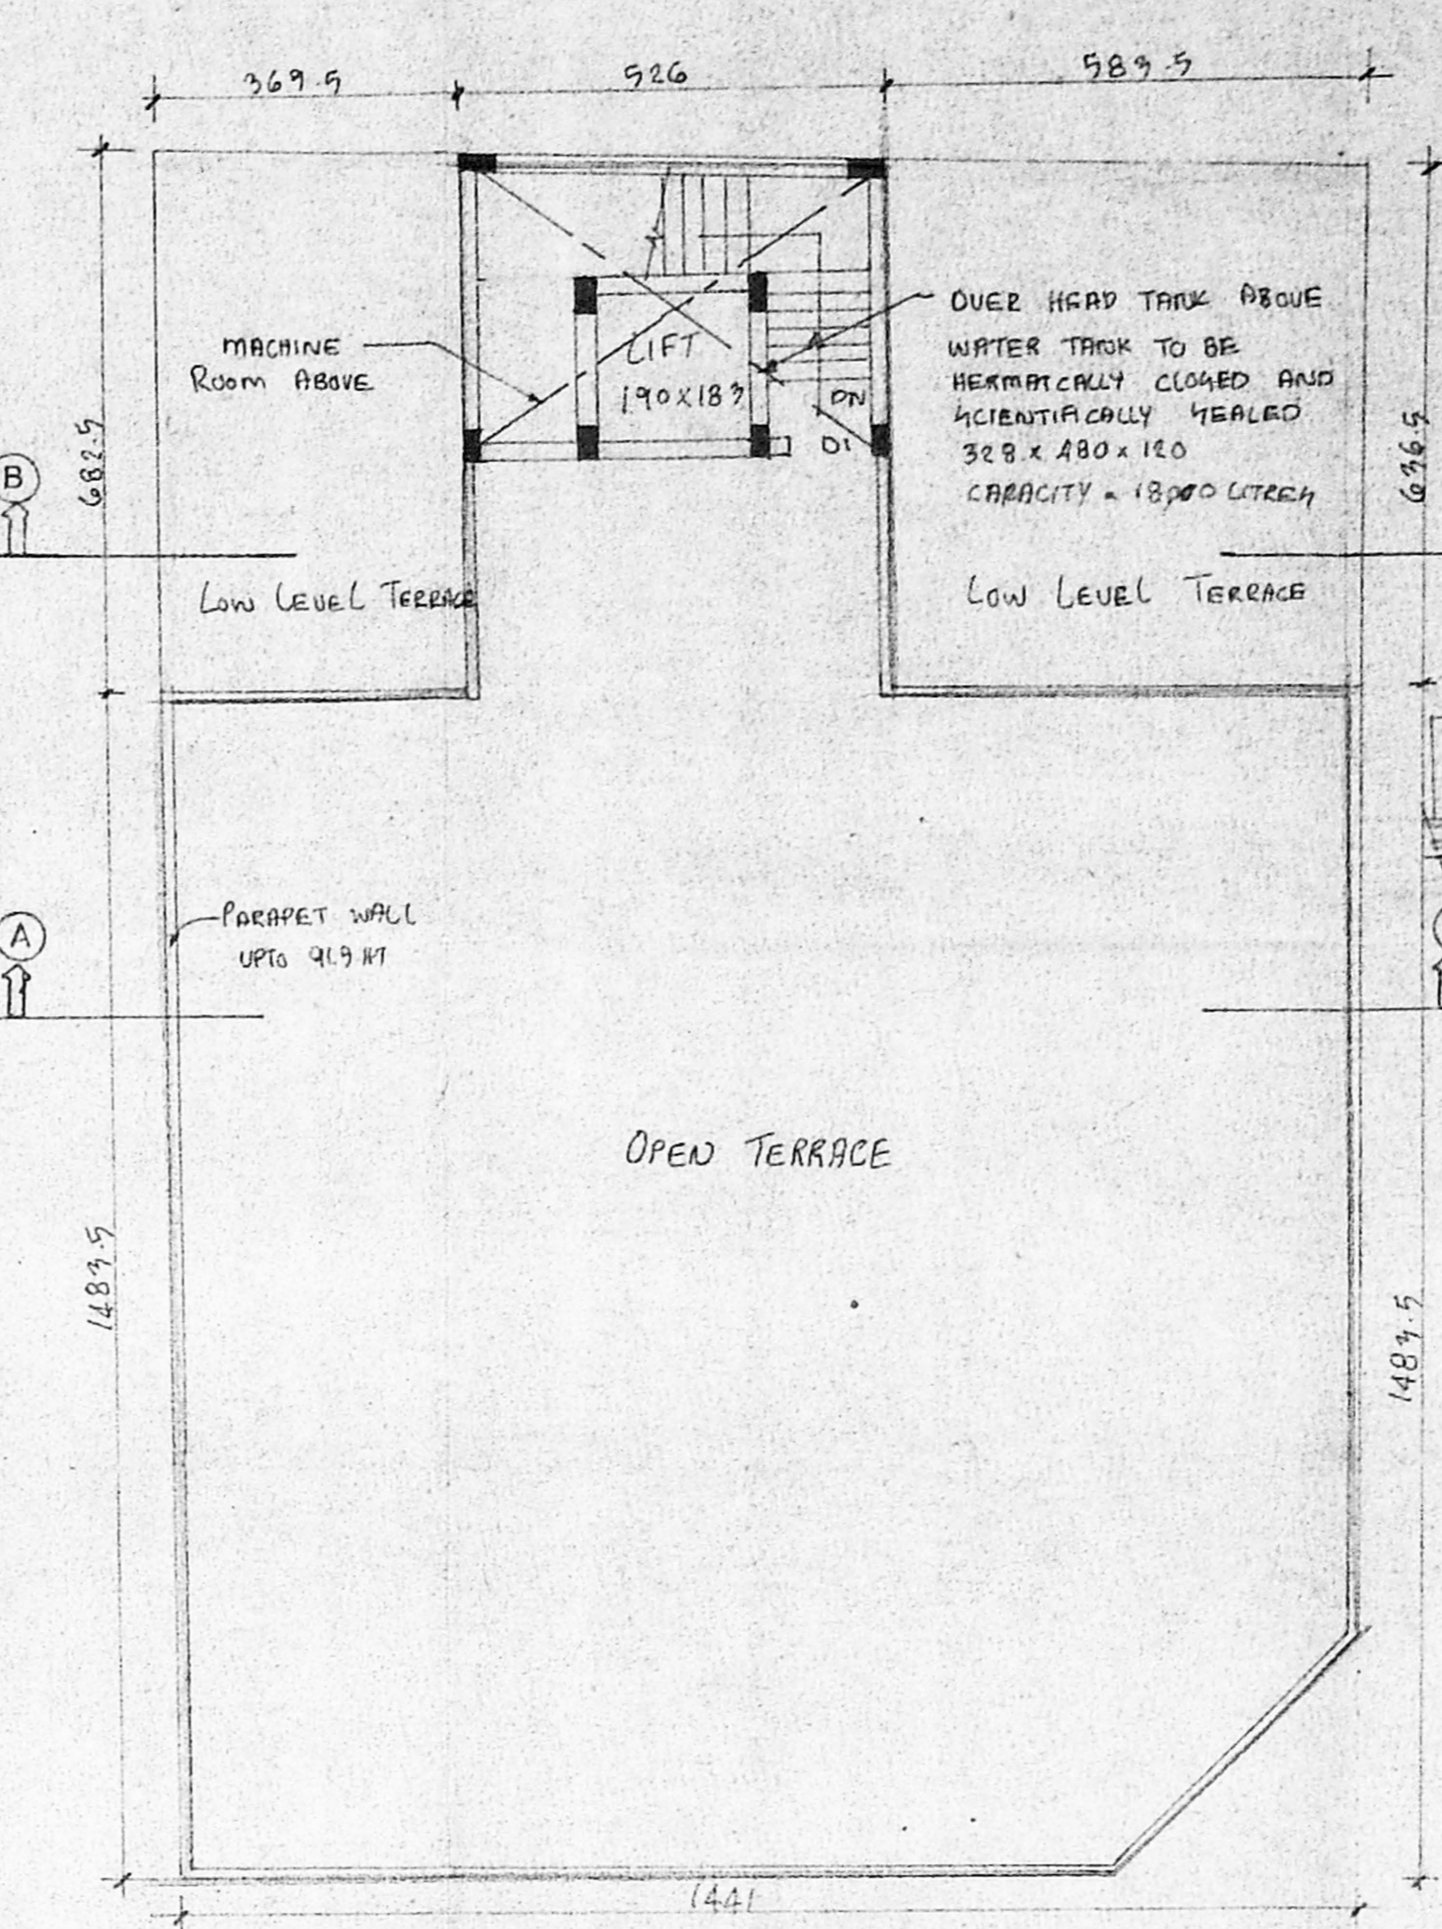 369.5
526
583.5
MACHINE
ROOM ABOVE
LIFT
190X183
DN
D1
OVER HEAD TANK ABOVE
WATER TANK TO BE
HERMATCALLY CLOSED AND
SCIENTIFICALLY SEALED
328 x 480 x 120
CAPACITY = 18000 LITRES
682.5
636.5
B
LOW LEVEL TERRACE
LOW LEVEL TERRACE
A
PARAPET WALL
UPTO
OPEN TERRACE
1483.5
1483.5
1441